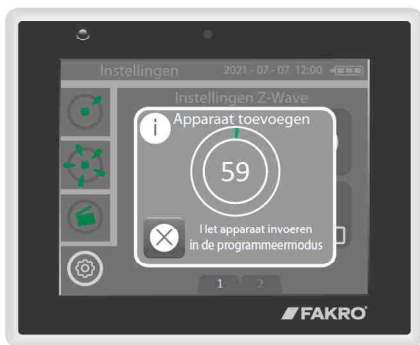 Instellingen 2021 - 07 - 07 12:00
Instellingen Z-Wave
i Apparaat toevoegen
59
Het apparaat invoeren
in de programmeermodus
1 2
FAKRO